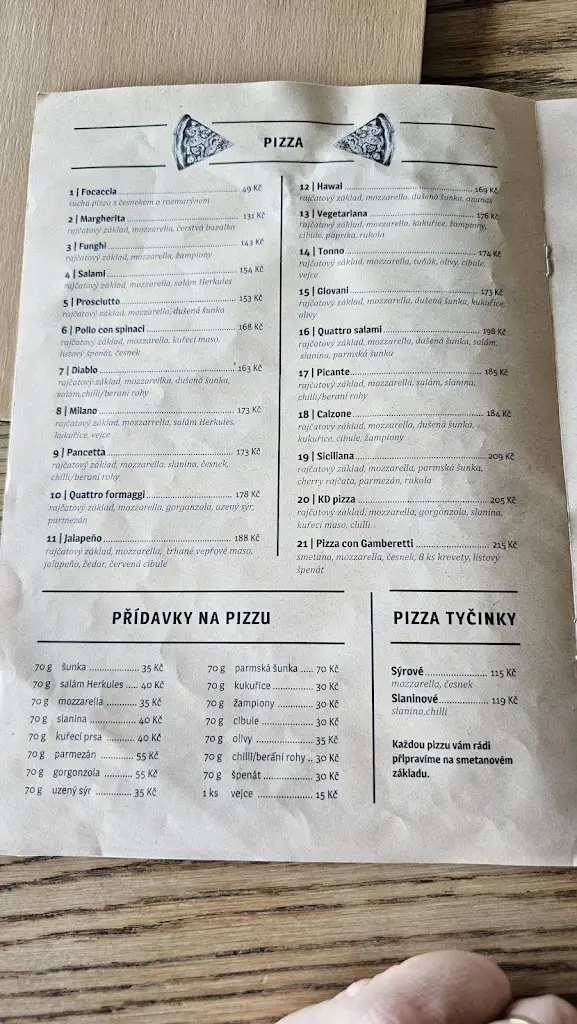 PIZZA
1 | Focaccia ........ 49 Kč
suchá pizza s česnekem a rozmarýnem
2 | Margherita ........ 131 Kč
rajčatový základ, mozzarella, čerstvá bazalka
3 | Funghi ........ 143 Kč
rajčatový základ, mozzarella, žampiony
4 | Salami ........ 154 Kč
rajčatový základ, mozzarella, salám Herkules
5 | Prosciutto ........ 153 Kč
rajčatový základ, mozzarella, dušená šunka
6 | Pollo con spinaci ........ 168 Kč
rajčatový základ, mozzarella, kuřecí maso,
listový špenát, česnek
7 | Diablo ........ 163 Kč
rajčatový základ, mozzarellka, dušená šunka,
salám,chilli/beraní rohy
8 | Milano ........ 173 Kč
rajčatový základ, mozzarrella, salám Herkules,
kukuřice, vejce
9 | Pancetta ........ 173 Kč
rajčatový základ, mozzarella, slanina, česnek,
chilli/beraní rohy
10 | Quattro formaggi ........ 178 Kč
rajčatový základ, mozzarella, gorgonzola, uzený sýr,
parmezán
11 | Jalapeño ........ 188 Kč
rajčatový základ, mozzarella, trhané vepřové maso,
jalapeño, čedar, červená cibule
12 | Hawai ........ 169 Kč
rajčatový základ, mozzarella, dušená šunka, ananas
13 | Vegetariana ........ 176 Kč
rajčatový základ, mozzarella, kukuřice, žampiony,
cibule, paprika, rukola
14 | Tonno ........ 174 Kč
rajčatový základ, mozzarella, tuňák, olivy, cibule,
vejce
15 | Giovani ........ 173 Kč
rajčatový základ, mozzarella, dušená šunka, kukuřice,
olivy
16 | Quattro salami ........ 198 Kč
rajčatový základ, mozzarella, dušená šunka, salám,
slanina, parmská šunka
17 | Picante ........ 185 Kč
rajčatový základ, mozzarella, salám, slanina,
chilli/beraní rohy
18 | Calzone ........ 184 Kč
rajčatový základ, mozzarella, dušená šunka,
kukuřice, cibule, žampiony
19 | Siciliana ........ 209 Kč
rajčatový základ, mozzarella, parmská šunka,
cherry rajčata, parmezán, rukola
20 | KD pizza ........ 205 Kč
rajčatový základ, mozzarella, gorgonzola, slanina,
kuřecí maso, chilli
21 | Pizza con Gamberetti ........ 215 Kč
smetana, mozzarella, česnek, 8 ks krevety, listový
špenát
PŘÍDAVKY NA PIZZU
70 g šunka ........ 35 Kč
70 g salám Herkules ..... 40 Kč
70 g mozzarella ........ 35 Kč
70 g slanina ........ 40 Kč
70 g kuřecí prsa ........ 40 Kč
70 g parmezán ........ 55 Kč
70 g gorgonzola ........ 55 Kč
70 g uzený sýr ........ 35 Kč
70 g parmská šunka ..... 70 Kč
70 g kukuřice ........ 30 Kč
70 g žampiony ........ 30 Kč
70 g cibule ........ 30 Kč
70 g olivy ........ 35 Kč
70 g chilli/beraní rohy .. 30 Kč
70 g špenát ........ 30 Kč
1 ks vejce ........ 15 Kč
PIZZA TYČINKY
Sýrové ........ 115 Kč
mozzarella, česnek
Slaninové ........ 119 Kč
slanina,chilli
Každou pizzu vám rádi
připravíme na smetanovém
základu.